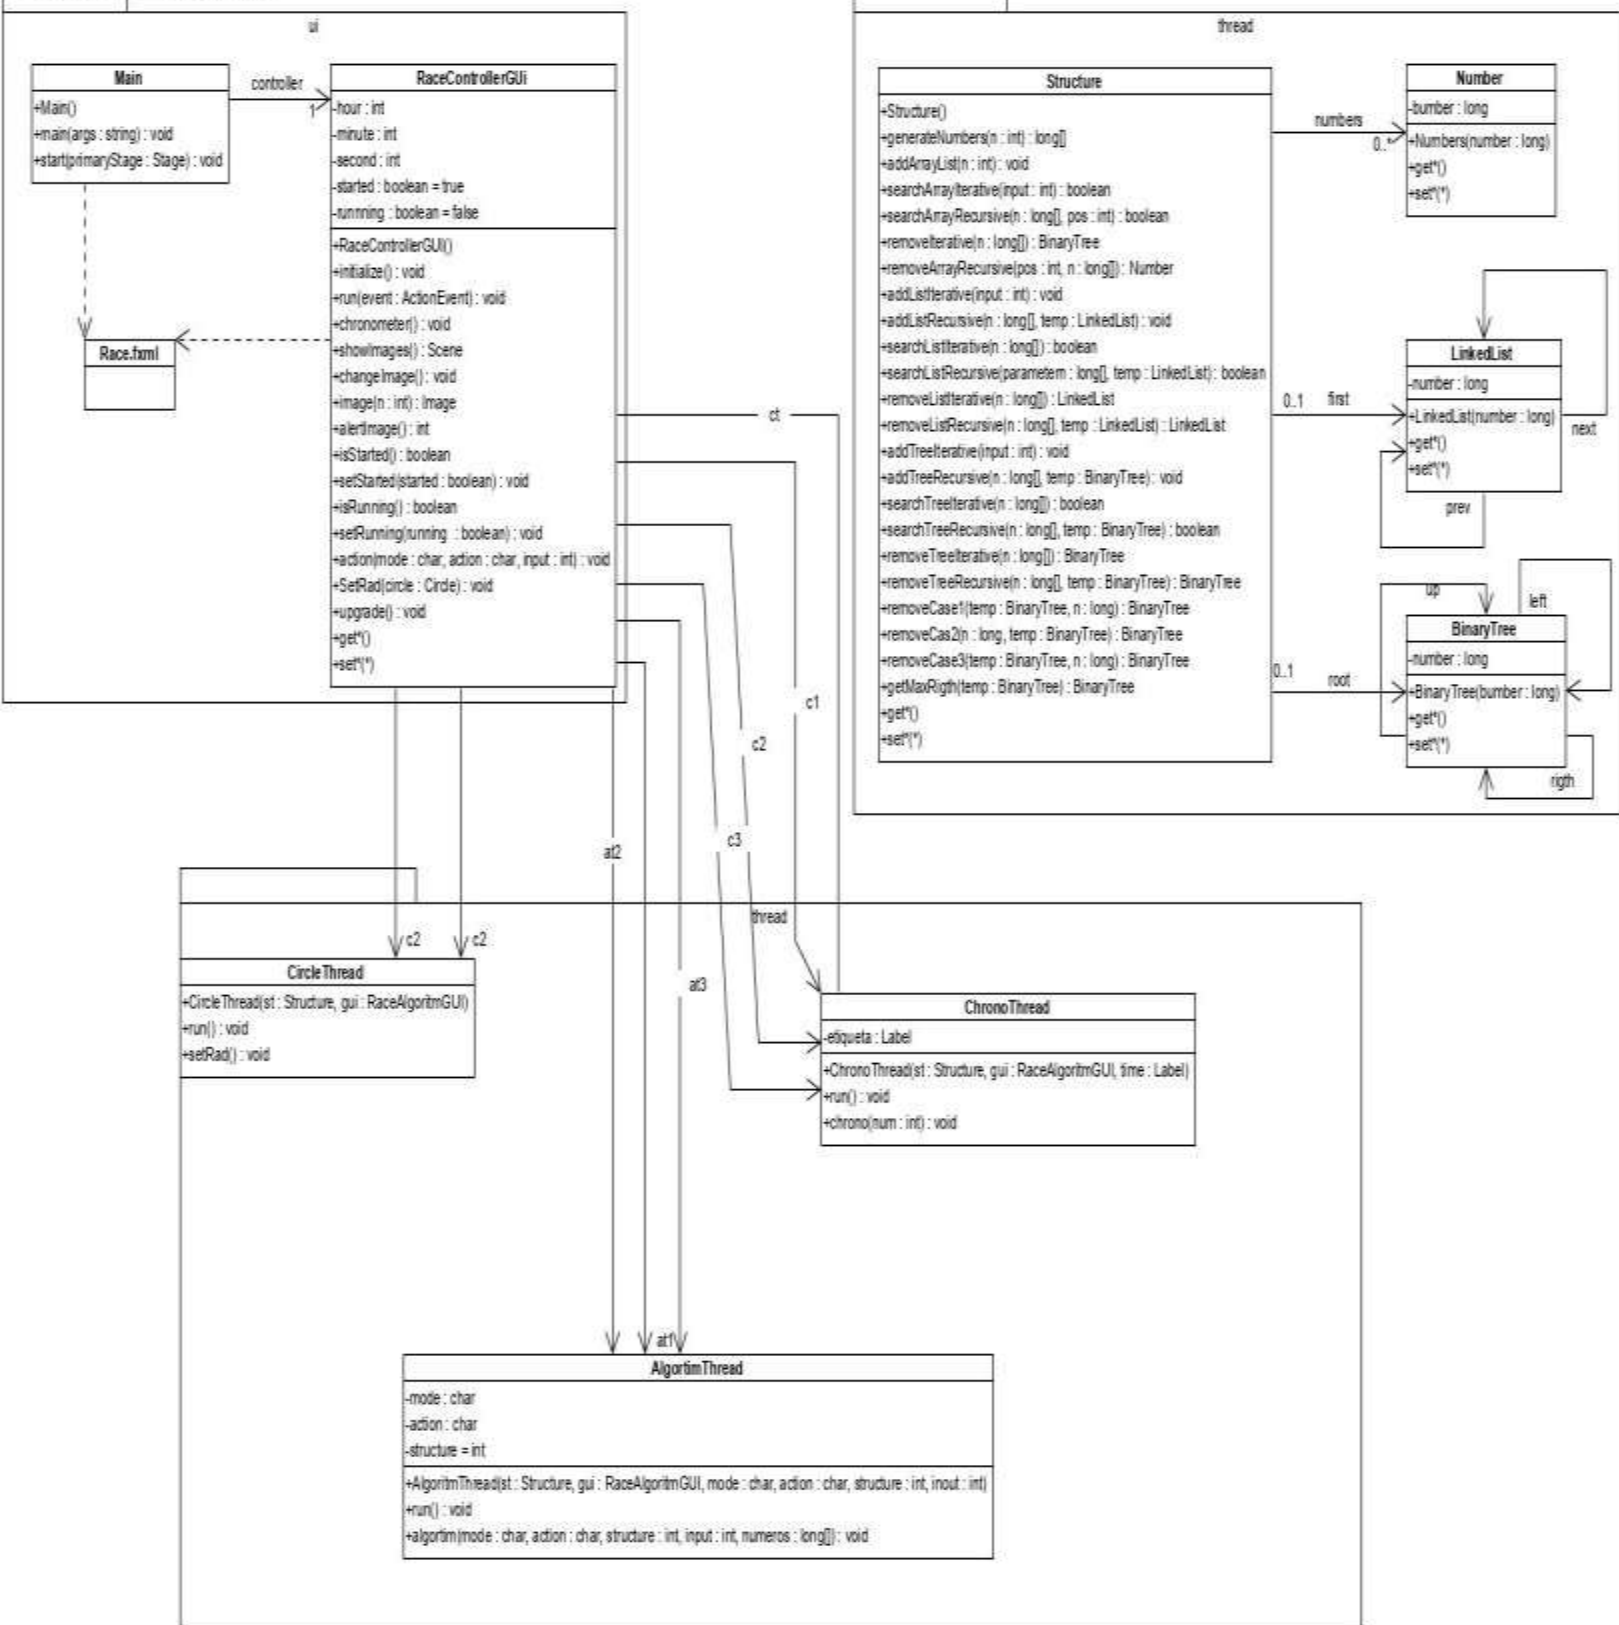 ui
Main
+Main()
+main(args : string) : void
+start(primaryStage : Stage) : void
controller
1
RaceControllerGUi
-hour : int
-minute : int
-second : int
-started : boolean = true
-runnning : boolean = false
+RaceControllerGUI()
+initialize() : void
+run(event : ActionEvent) : void
+chronometer() : void
+showImages() : Scene
+changeImage() : void
+image(n : int) : Image
+alertImage() : int
+isStarted() : boolean
+setStarted(started : boolean) : void
+isRunning() : boolean
+setRunning(running : boolean) : void
+action(mode : char, action : char, input : int) : void
+SetRad(circle : Circle) : void
+upgrade() : void
+get*()
+set*(*)
Race.fxml
thread
Structure
+Structure()
+generateNumbers(n : int) : long[]
+addArrayList(n : int) : void
+searchArrayIterative(input : int) : boolean
+searchArrayRecursive(n : long[], pos : int) : boolean
+removeIterative(n : long[]) : BinaryTree
+removeArrayRecursive(pos : int, n : long[]) : Number
+addListIterative(input : int) : void
+addListRecursive(n : long[], temp : LinkedList) : void
+searchListIterative(n : long[]) : boolean
+searchListRecursive(parametern : long[], temp : LinkedList) : boolean
+removeListIterative(n : long[]) : LinkedList
+removeListRecursive(n : long[], temp : LinkedList) : LinkedList
+addTreeIterative(input : int) : void
+addTreeRecursive(n : long[], temp : BinaryTree) : void
+searchTreeIterative(n : long[]) : boolean
+searchTreeRecursive(n : long[], temp : BinaryTree) : boolean
+removeTreeIterative(n : long[]) : BinaryTree
+removeTreeRecursive(n : long[], temp : BinaryTree) : BinaryTree
+removeCase1(temp : BinaryTree, n : long) : BinaryTree
+removeCas2(n : long, temp : BinaryTree) : BinaryTree
+removeCase3(temp : BinaryTree, n : long) : BinaryTree
+getMaxRigth(temp : BinaryTree) : BinaryTree
+get*()
+set*(*)
numbers
0..*
Number
-bumber : long
+Numbers(number : long)
+get*()
+set*(*)
0..1
first
LinkedList
-number : long
+LinkedList(number : long)
+get*()
+set*(*)
next
prev
0..1
root
up
left
BinaryTree
-number : long
+BinaryTree(bumber : long)
+get*()
+set*(*)
rigth
ct
c1
c2
c3
at2
at3
at1
thread
c2
c2
CircleThread
+CircleThread(st : Structure, gui : RaceAlgoritmGUI)
+run() : void
+setRad() : void
ChronoThread
-etiqueta : Label
+ChronoThread(st : Structure, gui : RaceAlgoritmGUI, time : Label)
+run() : void
+chrono(num : int) : void
AlgortimThread
-mode : char
-action : char
-structure = int
+AlgoritmThread(st : Structure, gui : RaceAlgoritmGUI, mode : char, action : char, structure : int, inout : int)
+run() : void
+algortim(mode : char, action : char, structure : int, input : int, numeros : long[]) : void